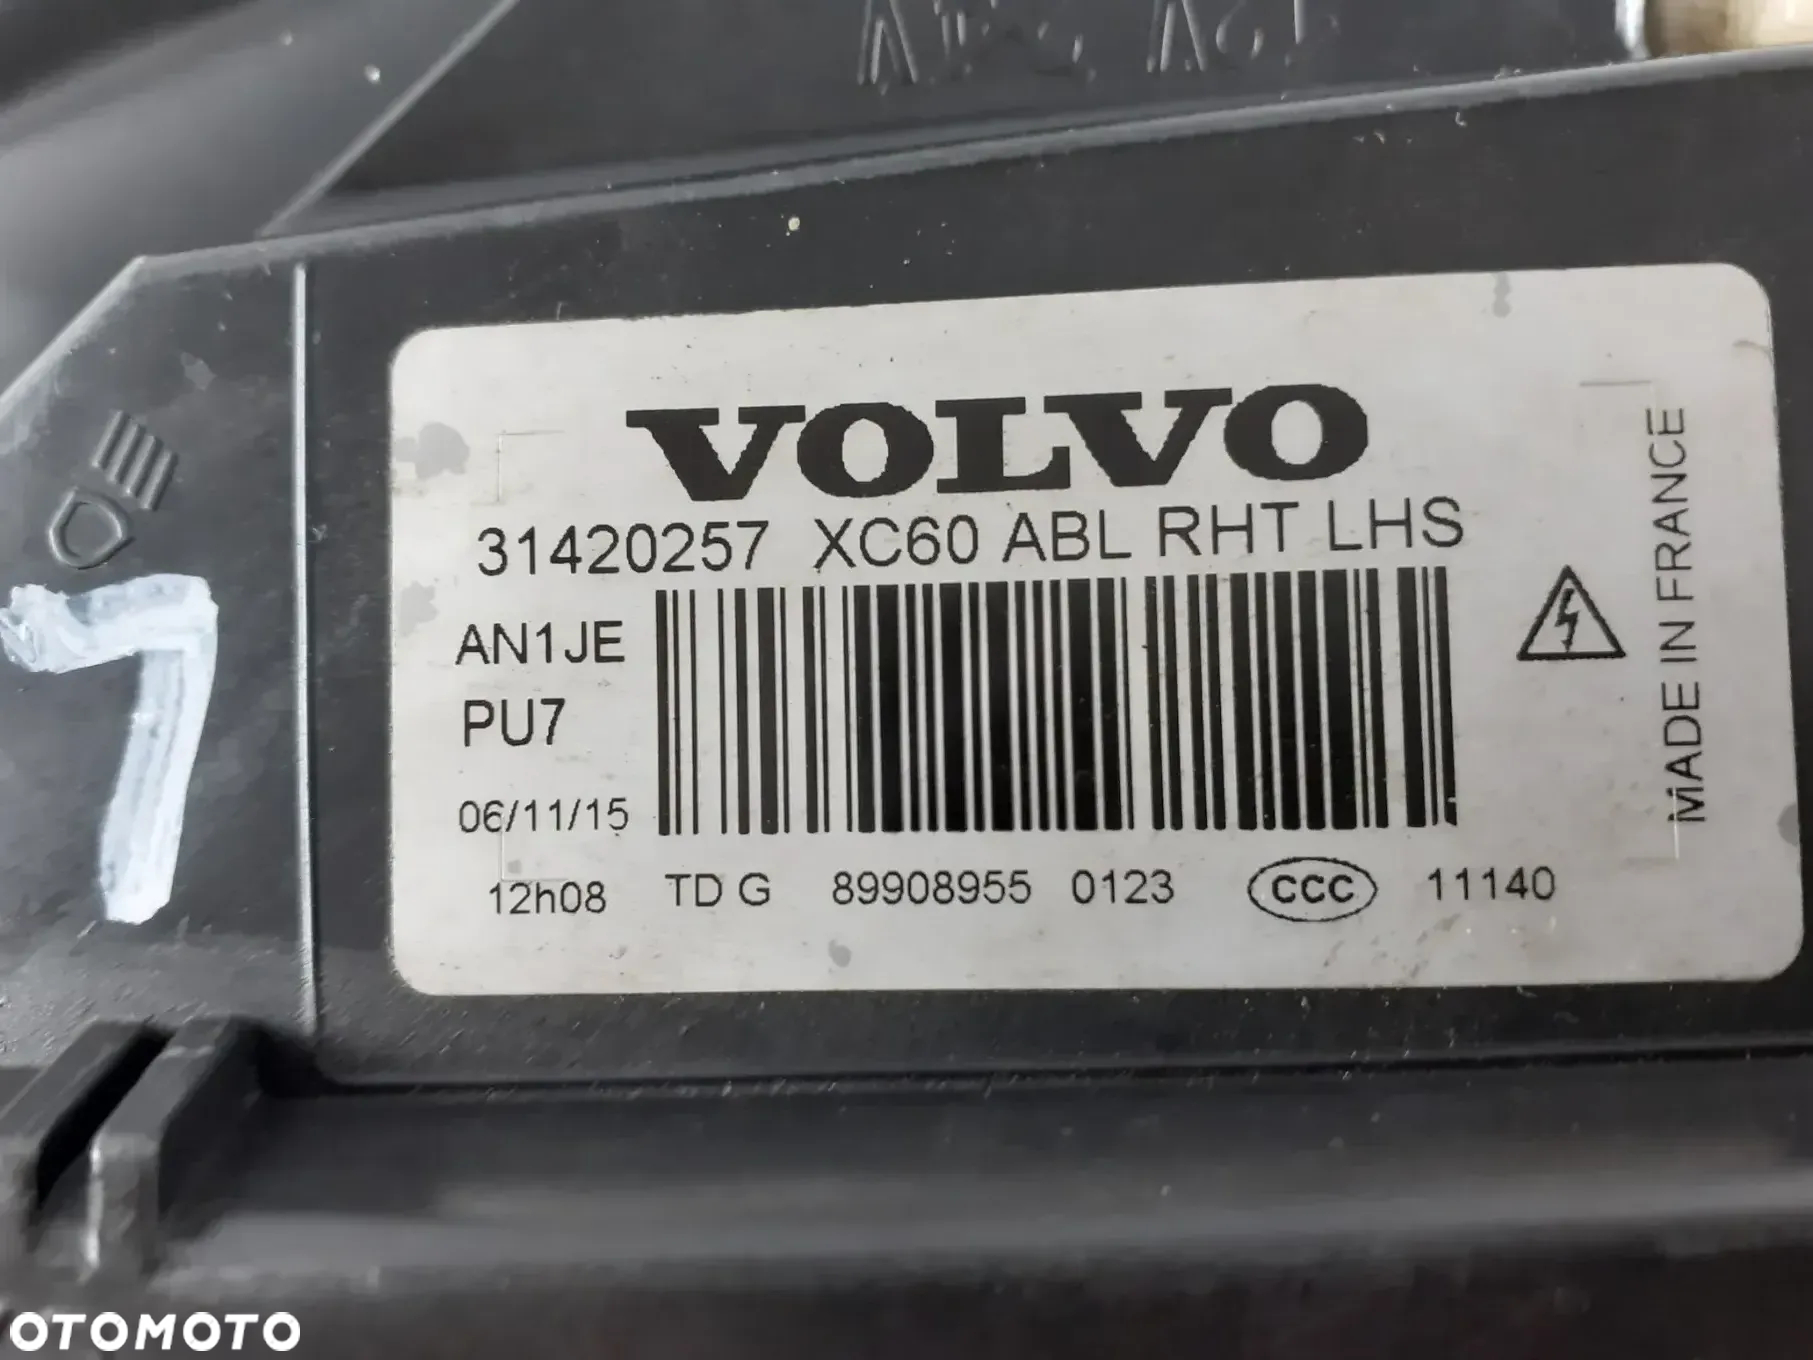 VOLVO
31420257 XC60 ABL RHT LHS
AN1JE
PU7
06/11/15
12h08 TD G 89908955 0123 CCC 11140
MADE IN FRANCE
7
OTOMOTO